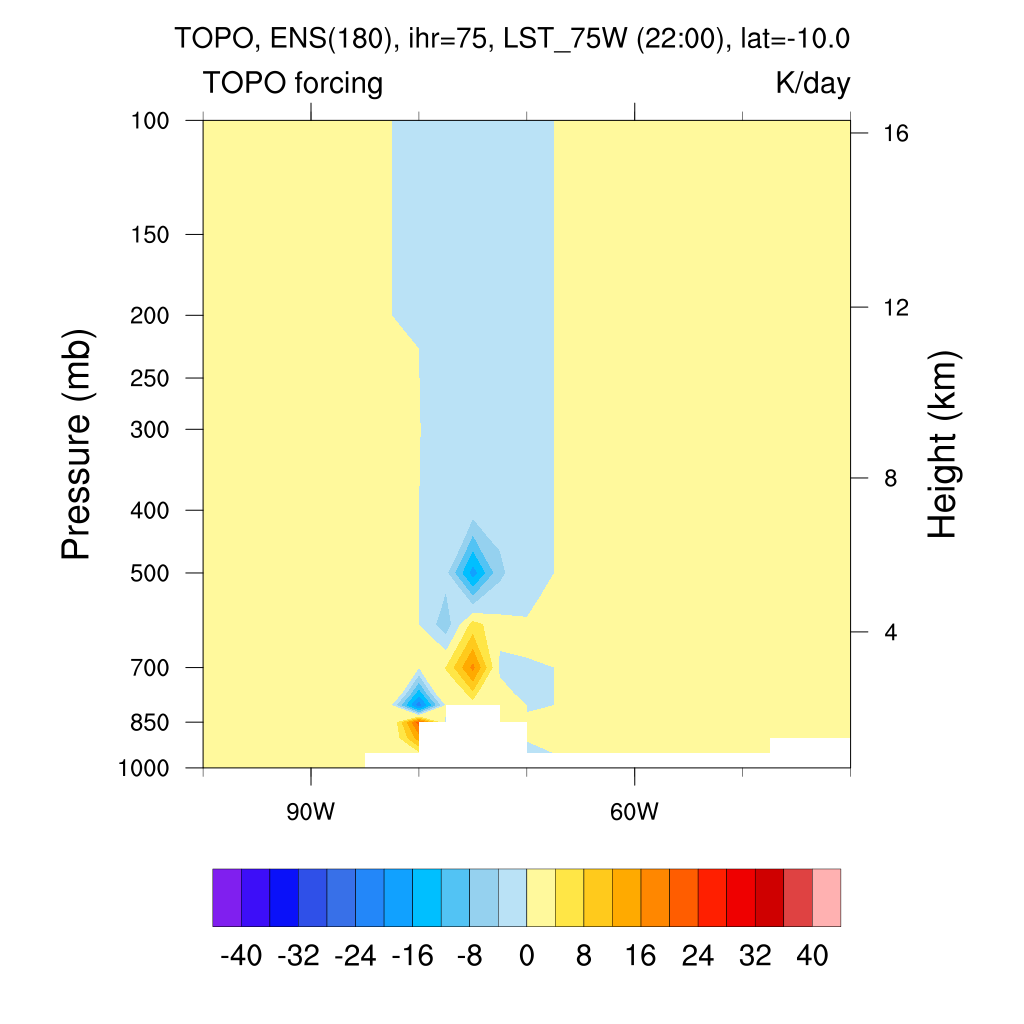 TOPO, ENS(180), ihr=75, LST_75W (22:00), lat=-10.0
TOPO forcing
K/day
100
150
200
250
300
400
500
700
850
1000
Pressure (mb)
16
12
8
4
Height (km)
90W
60W
-40 -32 -24 -16 -8 0 8 16 24 32 40